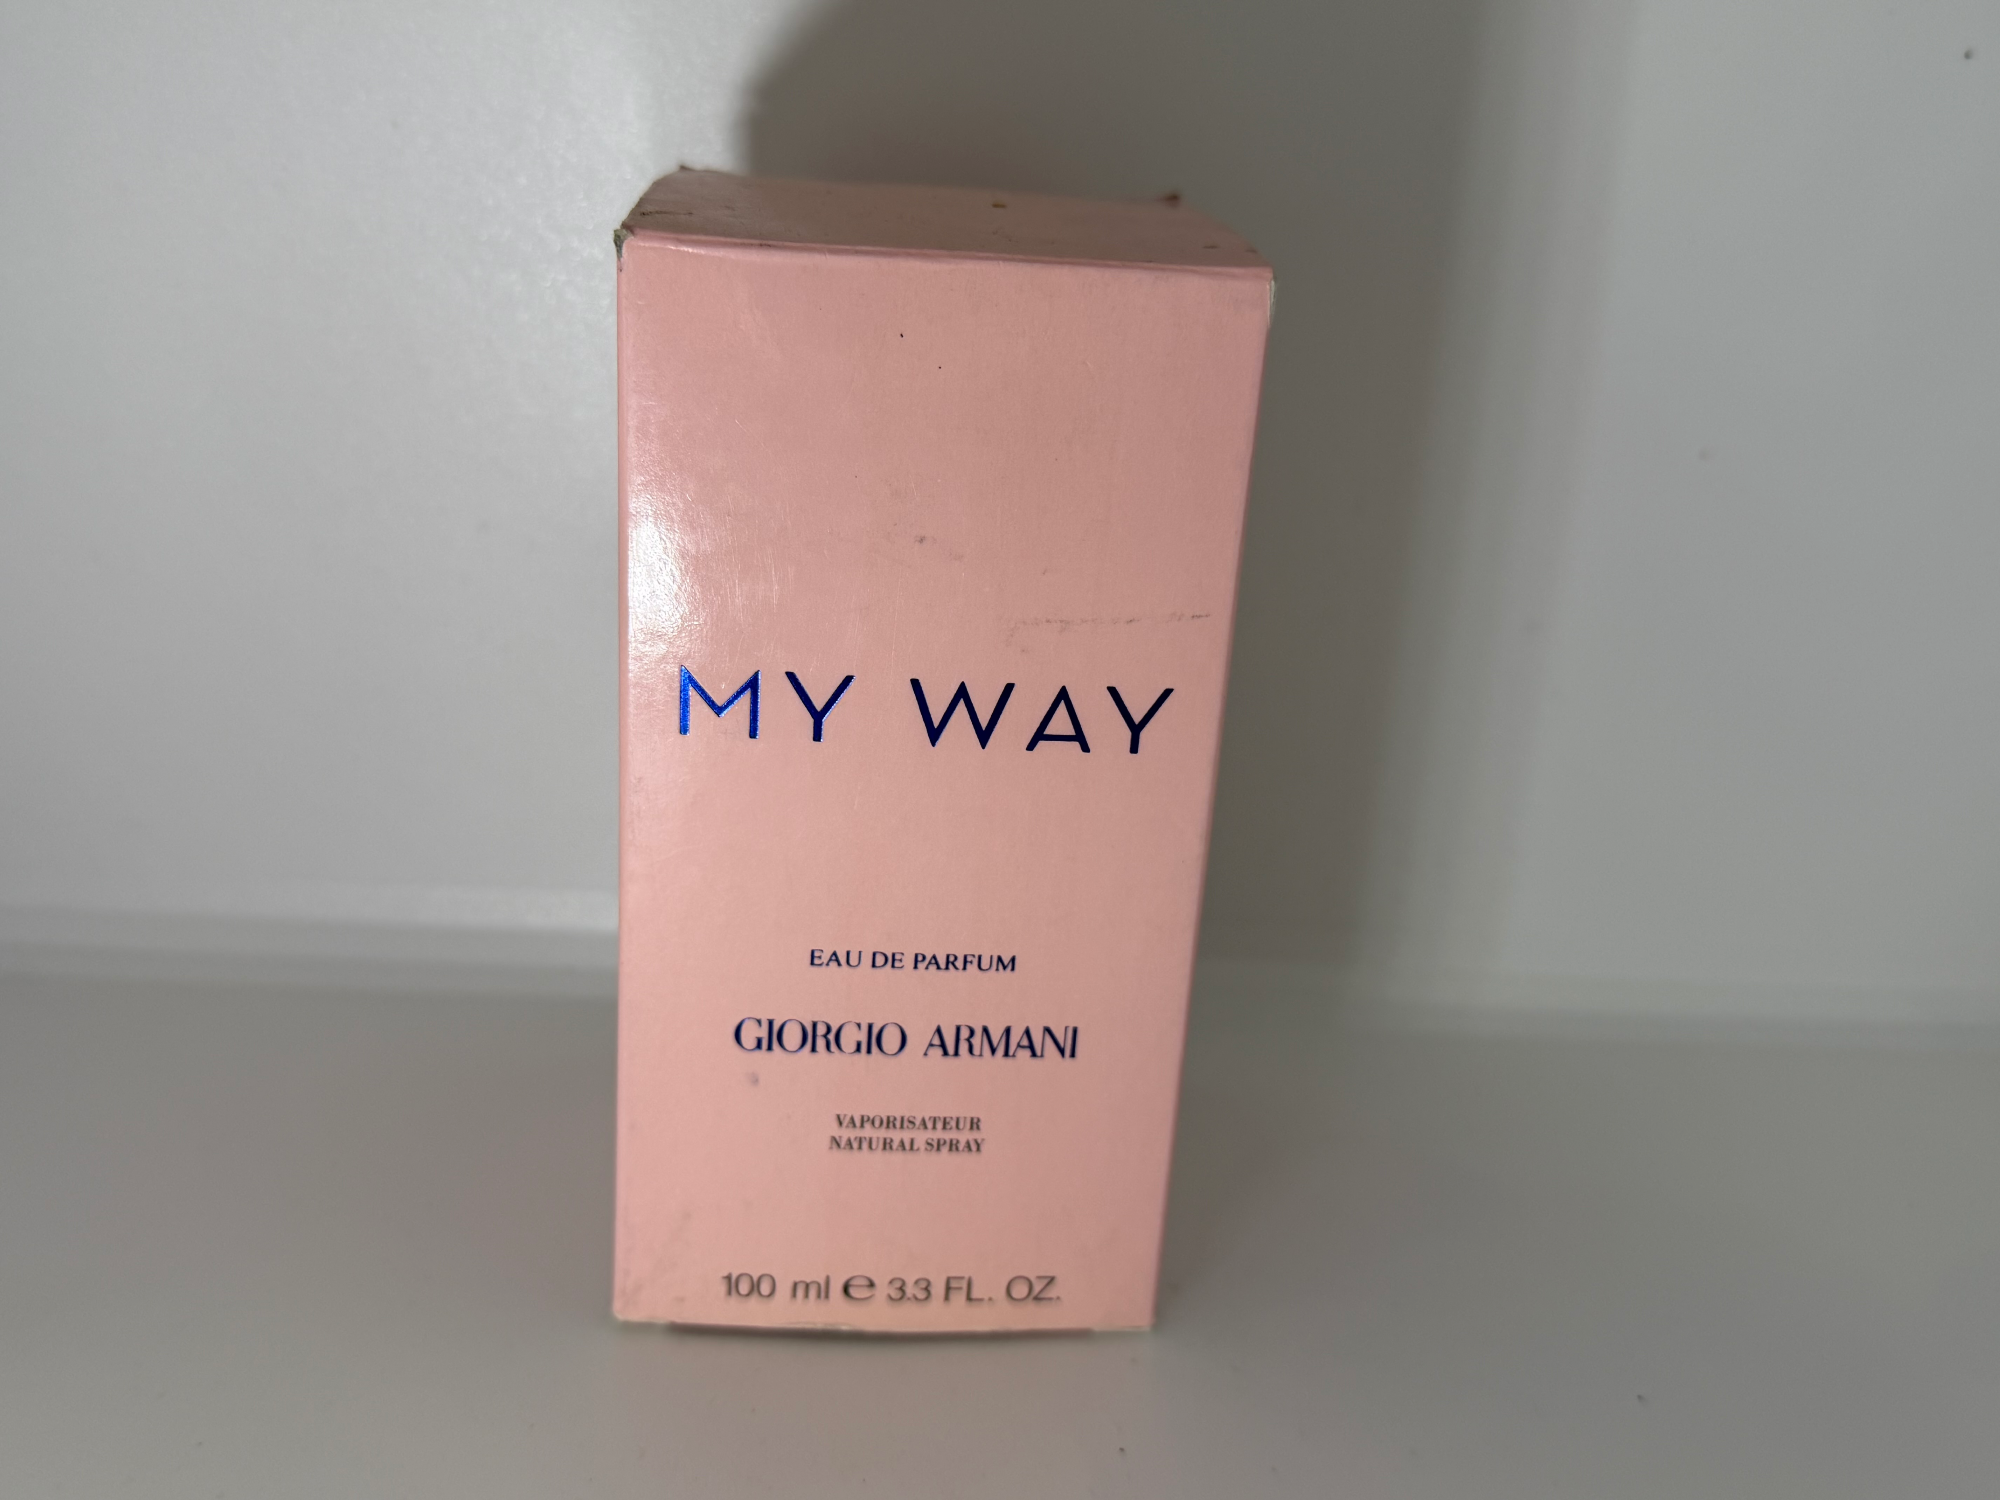 MY WAY
EAU DE PARFUM
GIORGIO ARMANI
VAPORISATEUR
NATURAL SPRAY
100 ml ℮ 3.3 FL. OZ.